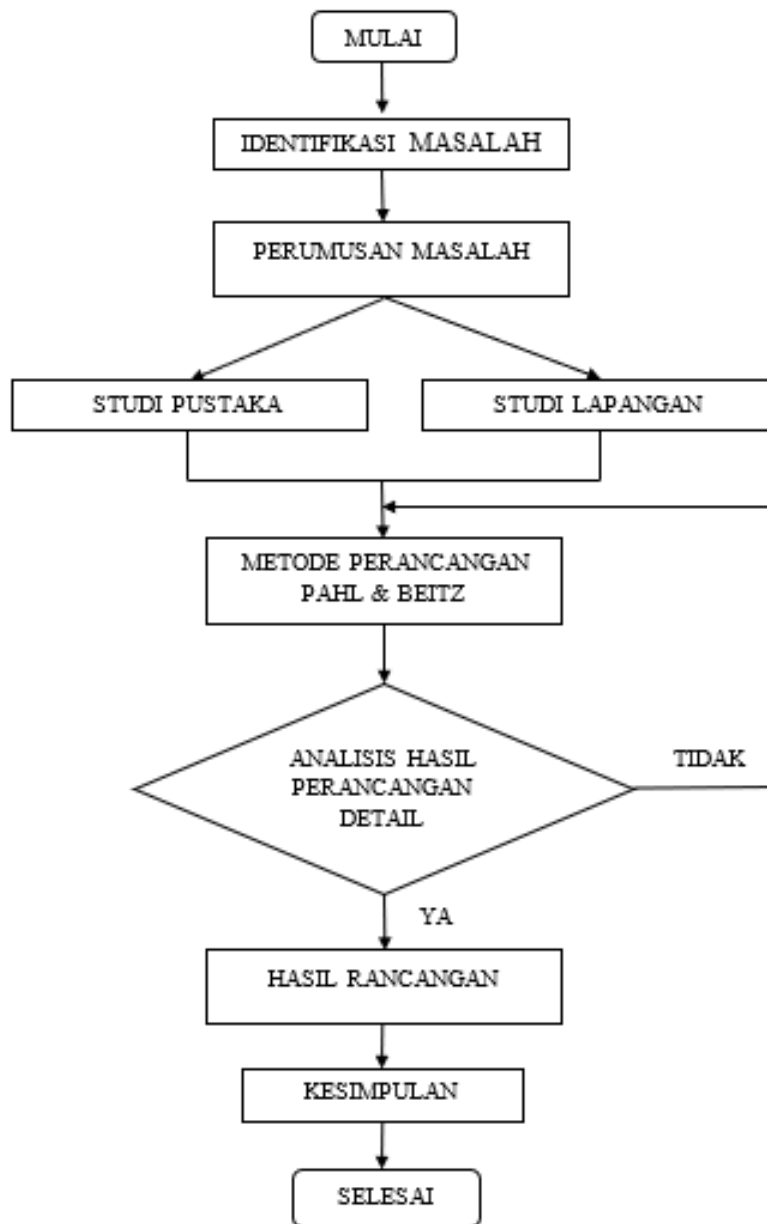 MULAI
IDENTIFIKASI MASALAH
PERUMUSAN MASALAH
STUDI PUSTAKA
STUDI LAPANGAN
METODE PERANCANGAN
PAHL & BEITZ
ANALISIS HASIL
PERANCANGAN
DETAIL
TIDAK
YA
HASIL RANCANGAN
KESIMPULAN
SELESAI